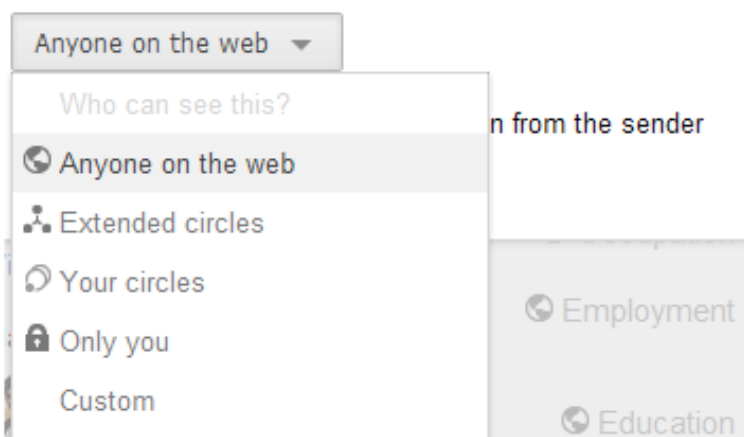 Anyone on the web
Who can see this?
n from the sender
Anyone on the web
Extended circles
Your circles
Employment
Only you
Custom
Education